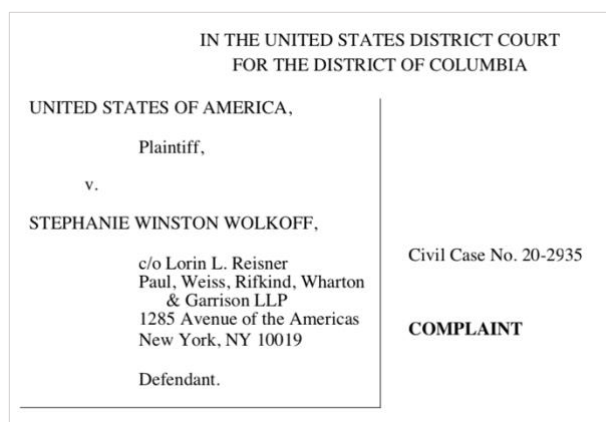 IN THE UNITED STATES DISTRICT COURT
FOR THE DISTRICT OF COLUMBIA
UNITED STATES OF AMERICA,
Plaintiff,
v.
STEPHANIE WINSTON WOLKOFF,
c/o Lorin L. Reisner
Paul, Weiss, Rifkind, Wharton
& Garrison LLP
1285 Avenue of the Americas
New York, NY 10019
Defendant.
Civil Case No. 20-2935
COMPLAINT